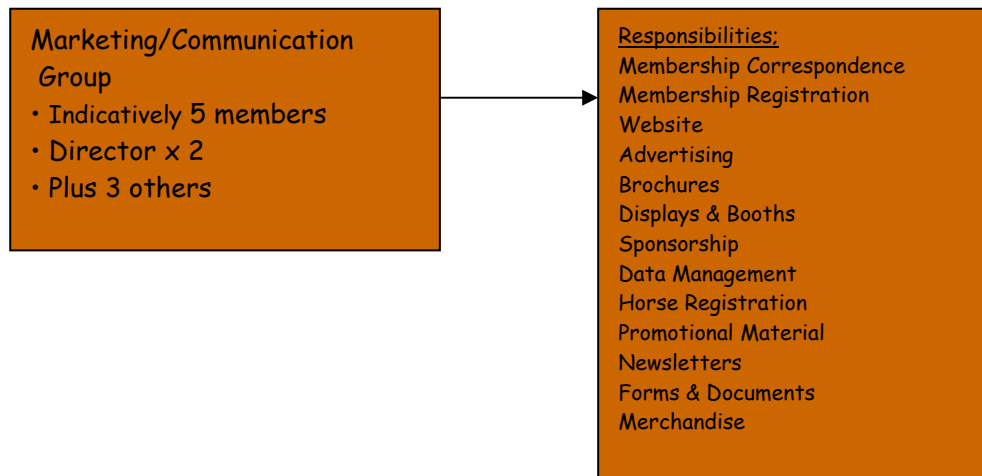 Marketing/Communication
Group
• Indicatively 5 members
• Director x 2
• Plus 3 others
Responsibilities;
Membership Correspondence
Membership Registration
Website
Advertising
Brochures
Displays & Booths
Sponsorship
Data Management
Horse Registration
Promotional Material
Newsletters
Forms & Documents
Merchandise